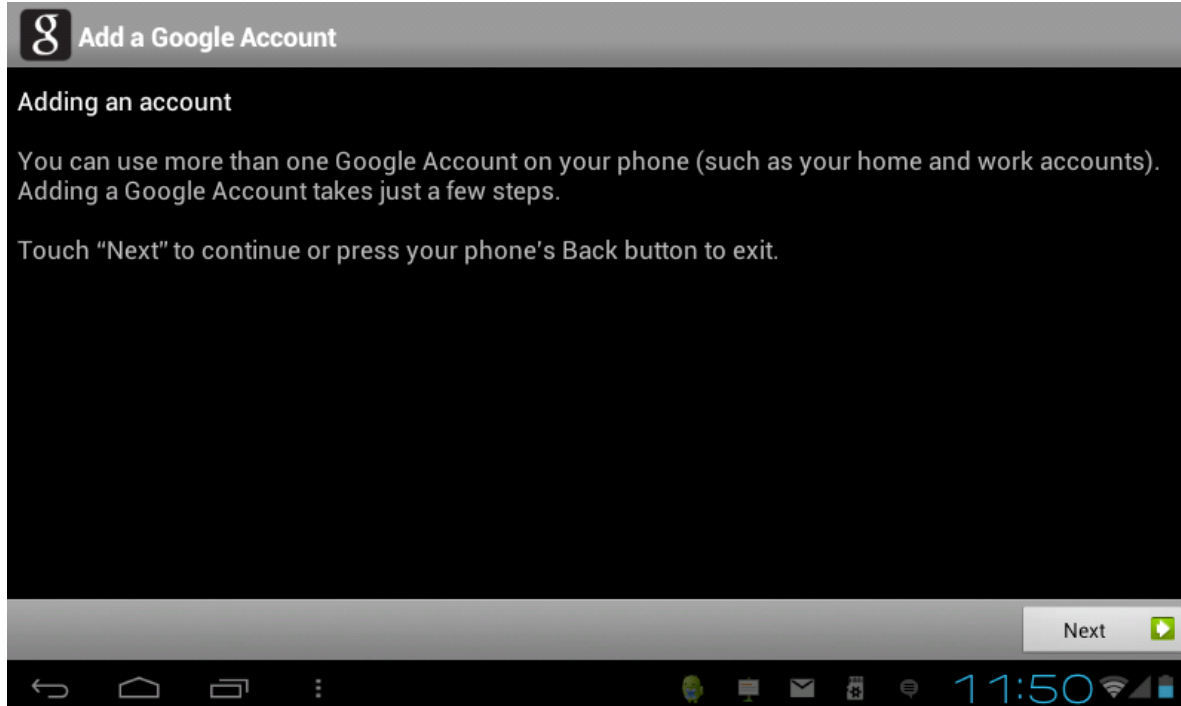 g Add a Google Account
Adding an account
You can use more than one Google Account on your phone (such as your home and work accounts).
Adding a Google Account takes just a few steps.
Touch “Next” to continue or press your phone’s Back button to exit.
Next
11:50